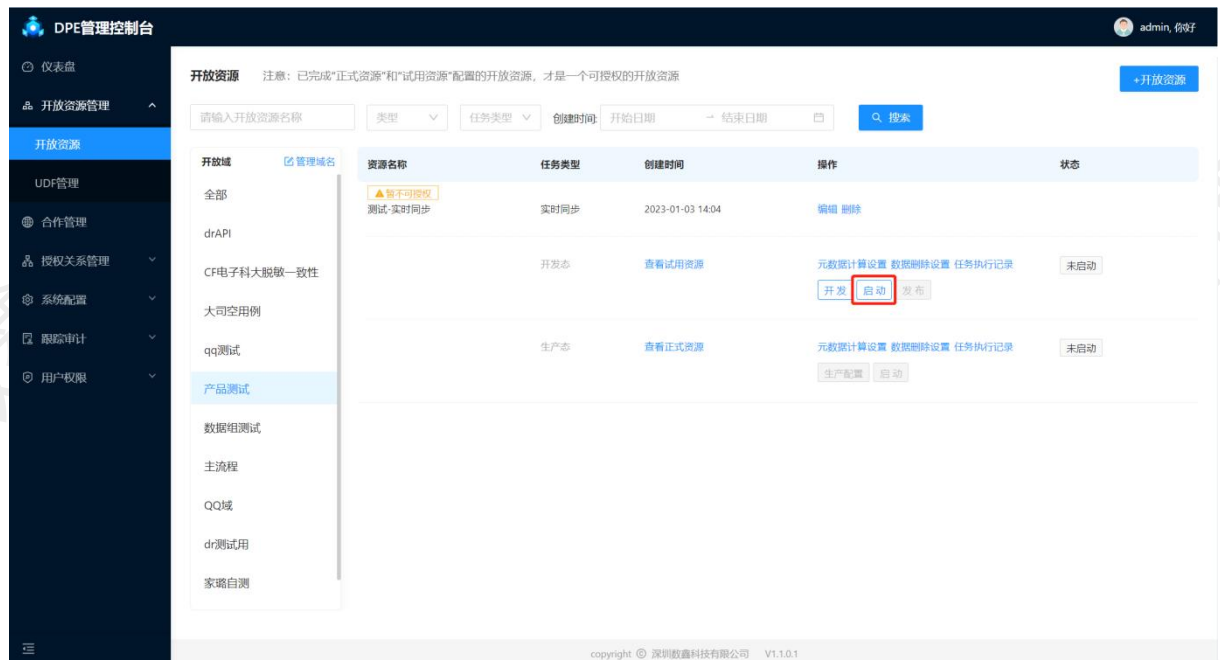 DPE管理控制台
admin, 你好
仪表盘
开放资源管理
开放资源
UDF管理
合作管理
授权关系管理
系统配置
跟踪审计
用户权限
开放资源 注意：已完成"正式资源"和"试用资源"配置的开放资源，才是一个可授权的开放资源
+开放资源
请输入开放资源名称 类型 任务类型 创建时间: 开始日期 → 结束日期 搜索
开放域 管理域名
全部
drAPI
CF电子科大脱敏一致性
大司空用例
qq测试
产品测试
数据组测试
主流程
QQ域
dr测试用
家璐自测
资源名称 任务类型 创建时间 操作 状态
暂不可授权
测试-实时同步 实时同步 2023-01-03 14:04 编辑 删除
开发态 查看试用资源 元数据计算设置 数据删除设置 任务执行记录 未启动
开发 启动 发布
生产态 查看正式资源 元数据计算设置 数据删除设置 任务执行记录 未启动
生产配置 启动
copyright © 深圳数鑫科技有限公司 V1.1.0.1